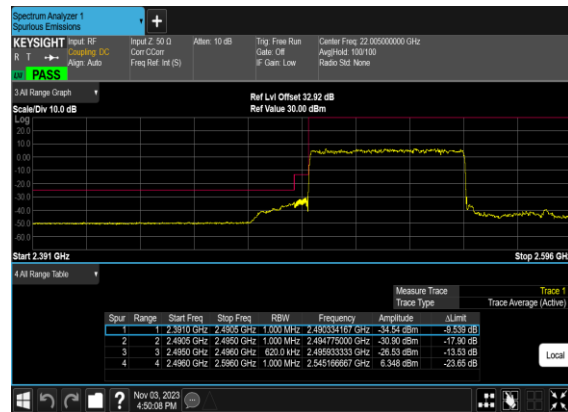 Spectrum Analyzer 1
Spurious Emissions
KEYSIGHT Input: RF Input Z: 50 Ω Atten: 10 dB Trig: Free Run Center Freq: 22.005000000 GHz
R T Coupling: DC Corr CCorr Gate: Off Avg|Hold: 100/100
Align: Auto Freq Ref: Int (S) IF Gain: Low Radio Std: None
PASS
3 All Range Graph
Ref Lvl Offset 32.92 dB
Scale/Div 10.0 dB Ref Value 30.00 dBm
Log
20.0
10.0
0.00
-10.0
-20.0
-30.0
-40.0
-50.0
-60.0
Start 2.391 GHz Stop 2.596 GHz
4 All Range Table
Measure Trace Trace 1
Trace Type Trace Average (Active)
Spur Range Start Freq Stop Freq RBW Frequency Amplitude ΔLimit
1 1 2.3910 GHz 2.4905 GHz 1.000 MHz 2.490334167 GHz -34.54 dBm -9.539 dB
2 2 2.4905 GHz 2.4950 GHz 1.000 MHz 2.494775000 GHz -30.90 dBm -17.90 dB
3 3 2.4950 GHz 2.4960 GHz 620.0 kHz 2.495933333 GHz -26.53 dBm -13.53 dB
4 4 2.4960 GHz 2.5960 GHz 1.000 MHz 2.545166667 GHz 6.348 dBm -23.65 dB
Local
Nov 03, 2023
4:50:08 PM